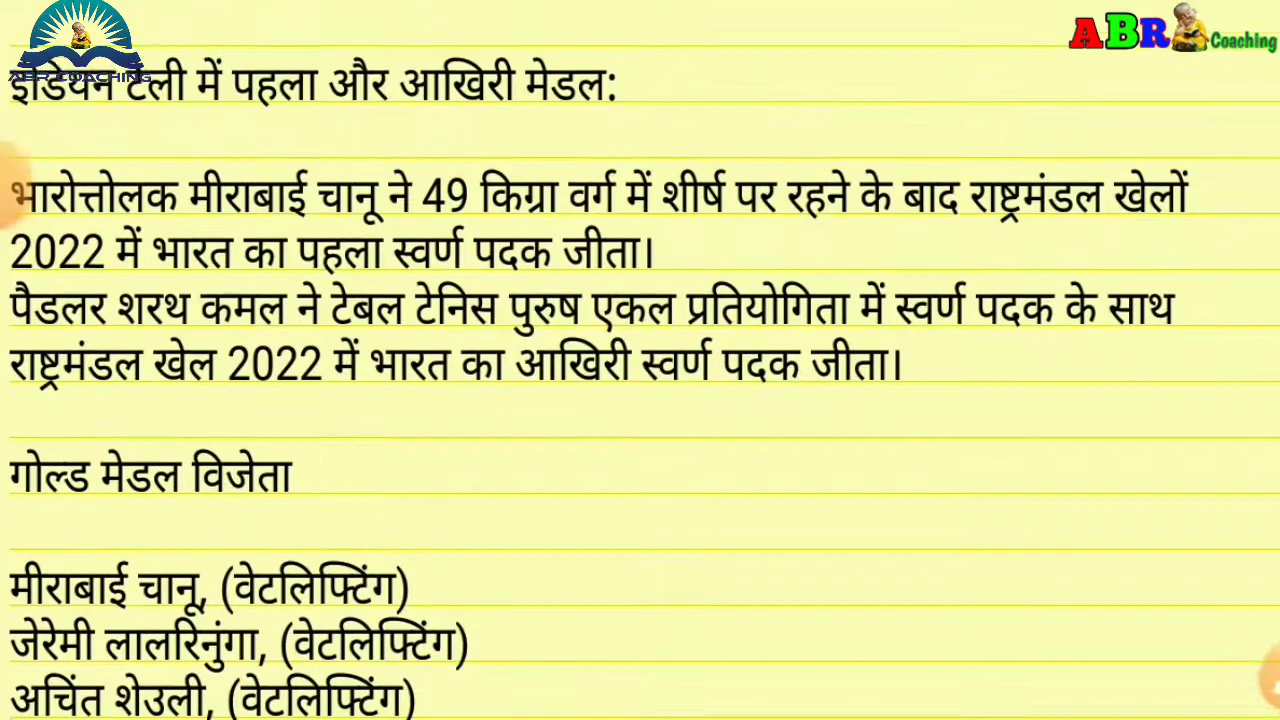 ABR Coaching
ABR COACHING
इंडियन टैली में पहला और आखिरी मेडल:
भारोत्तोलक मीराबाई चानू ने 49 किग्रा वर्ग में शीर्ष पर रहने के बाद राष्ट्रमंडल खेलों
2022 में भारत का पहला स्वर्ण पदक जीता।
पैडलर शरथ कमल ने टेबल टेनिस पुरुष एकल प्रतियोगिता में स्वर्ण पदक के साथ
राष्ट्रमंडल खेल 2022 में भारत का आखिरी स्वर्ण पदक जीता।
गोल्ड मेडल विजेता
मीराबाई चानू, (वेटलिफ्टिंग)
जेरेमी लालरिनुंगा, (वेटलिफ्टिंग)
अचिंत शेउली, (वेटलिफ्टिंग)